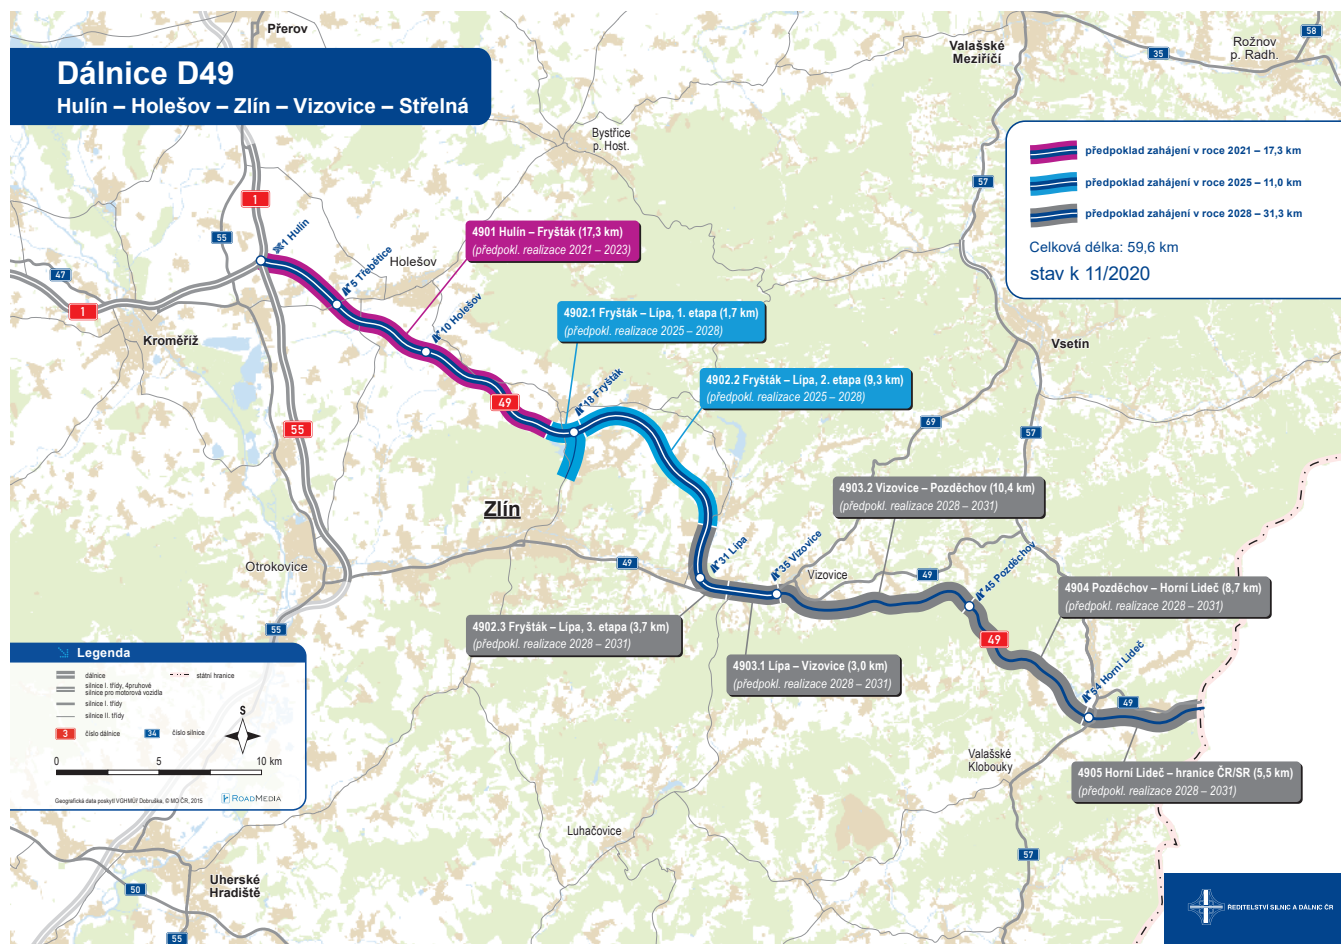 Dálnice D49
Hulín – Holešov – Zlín – Vizovice – Střelná
Přerov
Valašské
Meziříčí
Rožnov
p. Radh.
58
35
Bystřice
p. Host.
předpoklad zahájení v roce 2021 – 17,3 km
předpoklad zahájení v roce 2025 – 11,0 km
předpoklad zahájení v roce 2028 – 31,3 km
Celková délka: 59,6 km
stav k 11/2020
57
1
55
1 Hulín
47
1
5 Třebětice
Holešov
4901 Hulín – Fryšták (17,3 km)
(předpokl. realizace 2021 – 2023)
10 Holešov
4902.1 Fryšták – Lípa, 1. etapa (1,7 km)
(předpokl. realizace 2025 – 2028)
Kroměříž
Vsetín
18 Fryšták
4902.2 Fryšták – Lípa, 2. etapa (9,3 km)
(předpokl. realizace 2025 – 2028)
49
55
69
57
Zlín
4903.2 Vizovice – Pozděchov (10,4 km)
(předpokl. realizace 2028 – 2031)
Otrokovice
49
31 Lípa
35 Vizovice
Vizovice
49
45 Pozděchov
4904 Pozděchov – Horní Lideč (8,7 km)
(předpokl. realizace 2028 – 2031)
55
4902.3 Fryšták – Lípa, 3. etapa (3,7 km)
(předpokl. realizace 2028 – 2031)
49
4903.1 Lípa – Vizovice (3,0 km)
(předpokl. realizace 2028 – 2031)
54 Horní Lideč
49
Valašské
Klobouky
4905 Horní Lideč – hranice ČR/SR (5,5 km)
(předpokl. realizace 2028 – 2031)
Legenda
dálnice
státní hranice
silnice I. třídy, 4pruhové
silnice pro motorová vozidla
silnice I. třídy
silnice II. třídy
3 číslo dálnice
34 číslo silnice
S
0 5 10 km
Geografická data poskytl VGHMÚř Dobruška, © MO ČR, 2015
ROADMEDIA
Luhačovice
57
Uherské
Hradiště
50
55
ŘEDITELSTVÍ SILNIC A DÁLNIC ČR